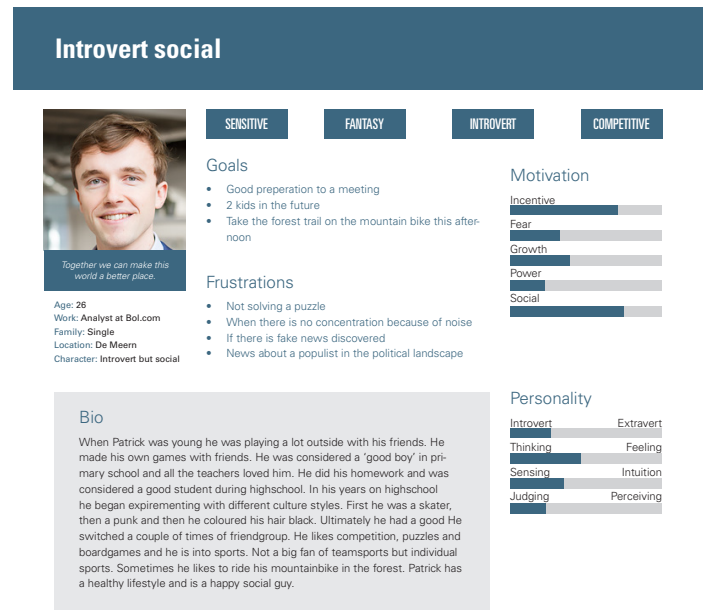 Introvert social
SENSITIVE
FANTASY
INTROVERT
COMPETITIVE
Together we can make this
world a better place.
Age: 26
Work: Analyst at Bol.com
Family: Single
Location: De Meern
Character: Introvert but social
Goals
• Good preperation to a meeting
• 2 kids in the future
• Take the forest trail on the mountain bike this after-
noon
Frustrations
• Not solving a puzzle
• When there is no concentration because of noise
• If there is fake news discovered
• News about a populist in the political landscape
Motivation
Incentive
Fear
Growth
Power
Social
Bio
When Patrick was young he was playing a lot outside with his friends. He
made his own games with friends. He was considered a ‘good boy’ in pri-
mary school and all the teachers loved him. He did his homework and was
considered a good student during highschool. In his years on highschool
he began expirementing with different culture styles. First he was a skater,
then a punk and then he coloured his hair black. Ultimately he had a good He
switched a couple of times of friendgroup. He likes competition, puzzles and
boardgames and he is into sports. Not a big fan of teamsports but individual
sports. Sometimes he likes to ride his mountainbike in the forest. Patrick has
a healthy lifestyle and is a happy social guy.
Personality
Introvert Extravert
Thinking Feeling
Sensing Intuition
Judging Perceiving